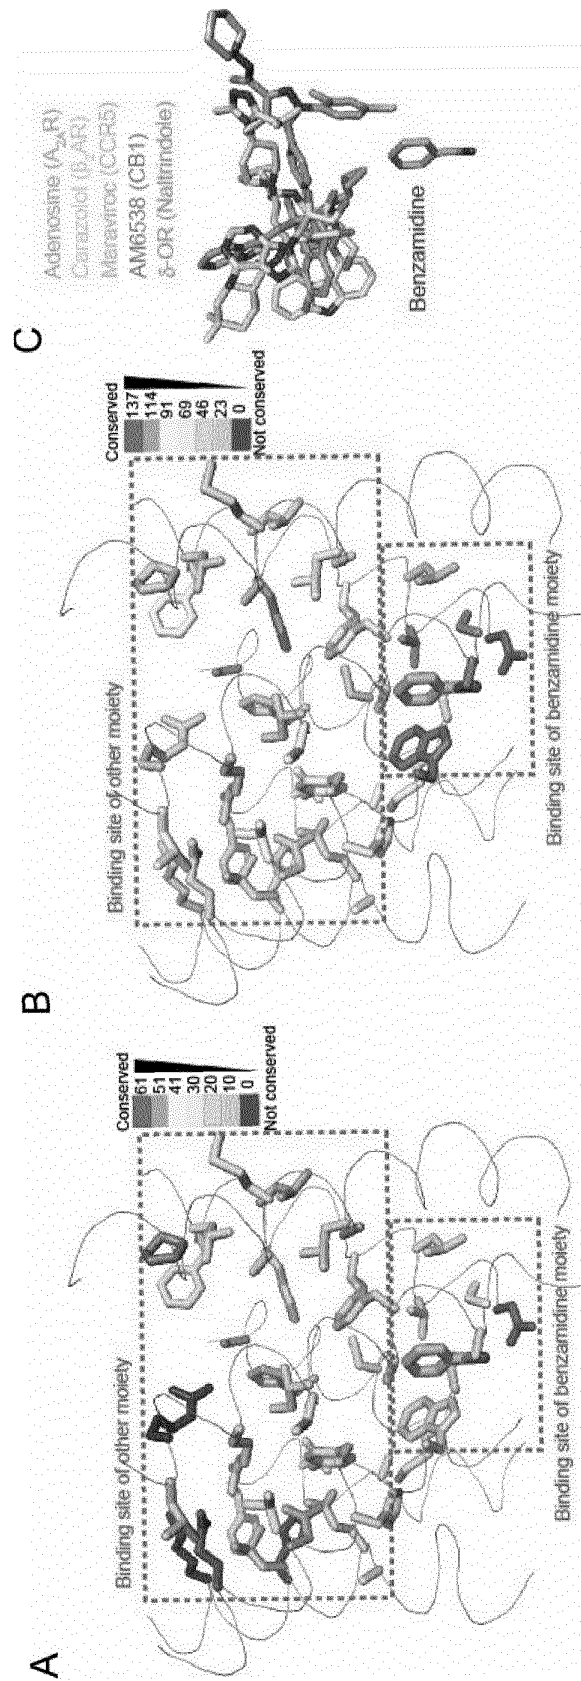 A
Binding site of other moiety
Conserved
61
51
41
30
20
10
0
Not conserved
Binding site of benzamidine moiety
B
Binding site of other moiety
Conserved
137
114
91
69
46
23
0
Not conserved
Binding site of benzamidine moiety
C
Adenosine (A2AR)
Carazolol (β2AR)
Maraviroc (CCR5)
AM6538 (CB1)
δ-OR (Naltrindole)
Benzamidine